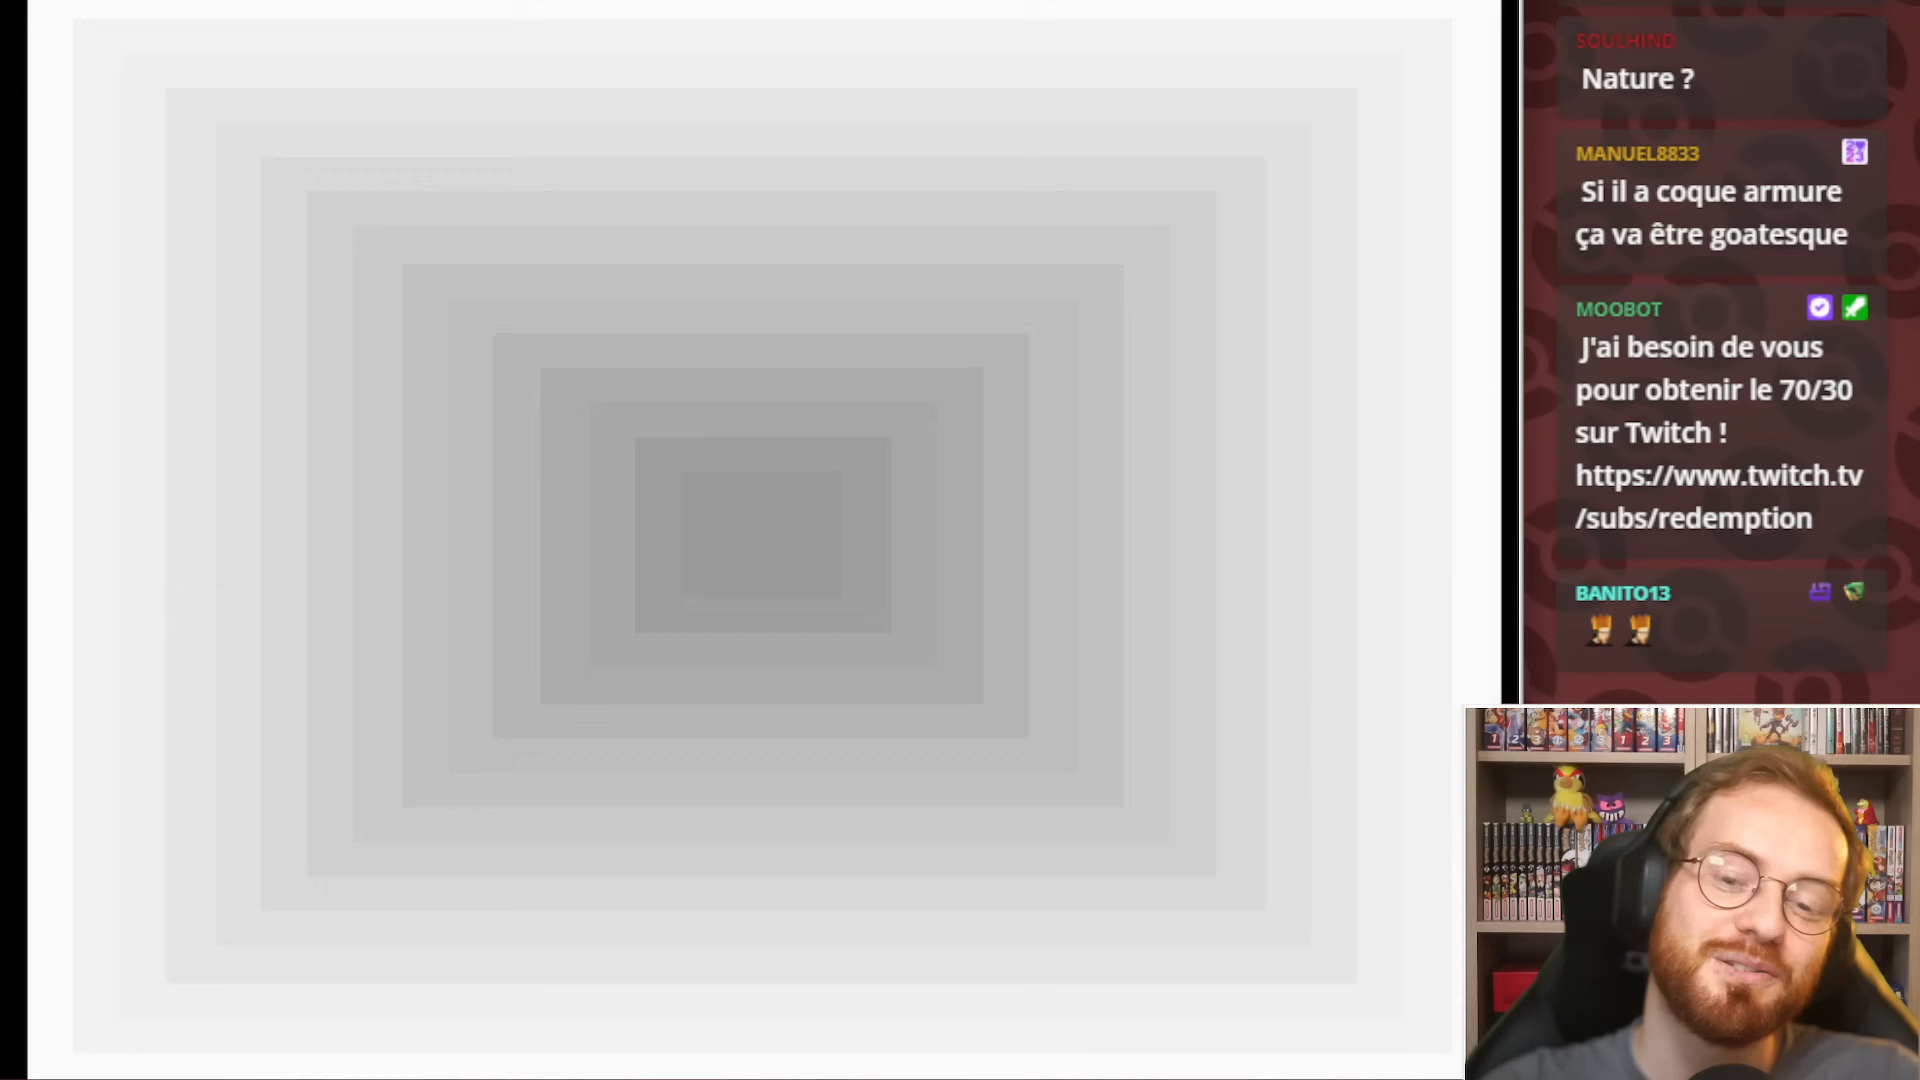 SOULHIND
Nature ?
MANUEL8833
Si il a coque armure
ça va être goatesque
MOOBOT
J'ai besoin de vous
pour obtenir le 70/30
sur Twitch !
https://www.twitch.tv
/subs/redemption
BANITO13